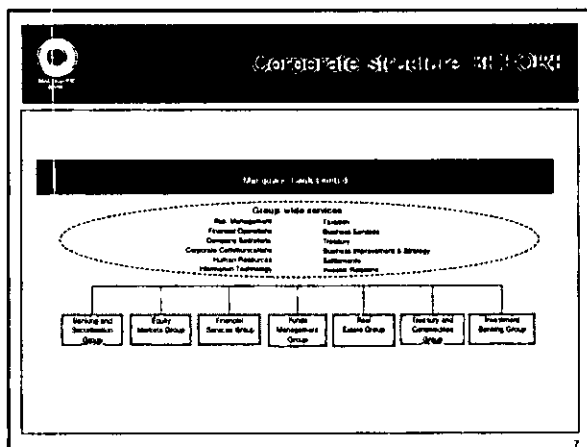 Corporate structure BEFORE
Macquarie Bank Limited
Group wide services
Risk Management
Financial Operations
Company Secretarial
Corporate Communications
Human Resources
Information Technology
Taxation
Business Services
Treasury
Business Improvement & Strategy
Settlements
Investor Relations
Banking and
Securitisation
Group
Equity
Markets Group
Financial
Services Group
Funds
Management
Group
Real
Estate Group
Treasury and
Commodities
Group
Investment
Banking Group
7